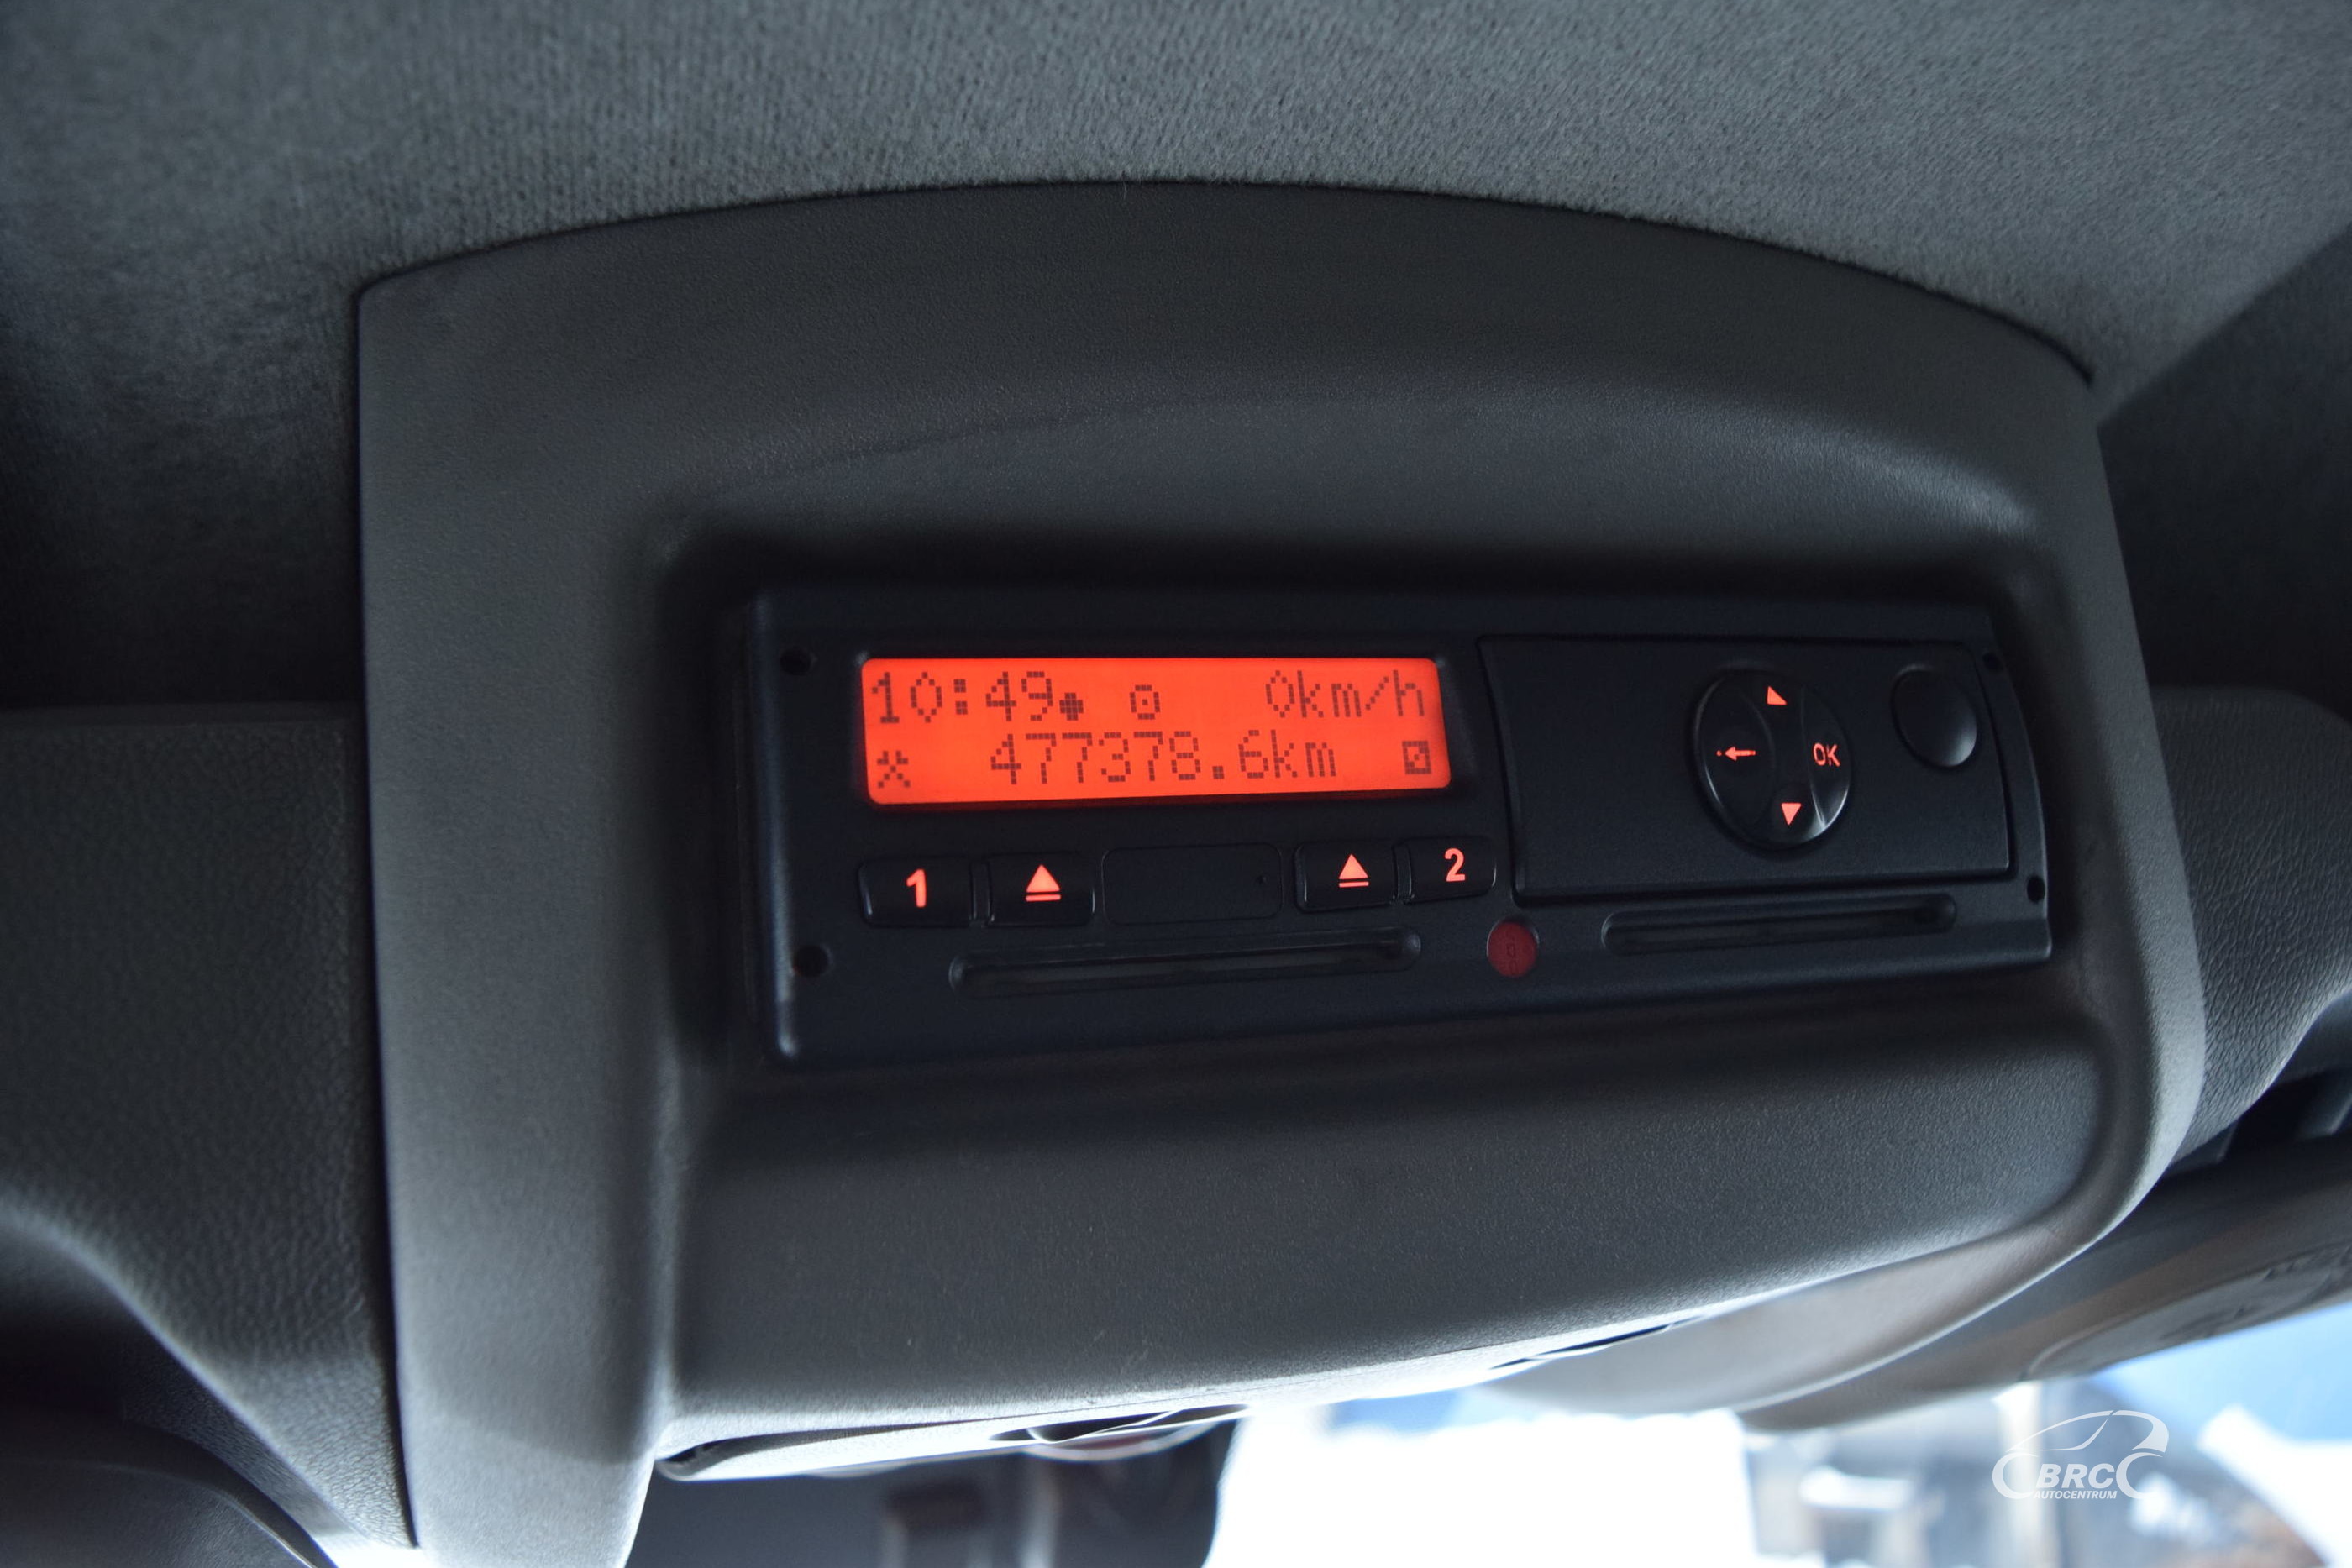 10:49 0km/h
477378.6km
OK
1 2
BRC
AUTOCENTRUM